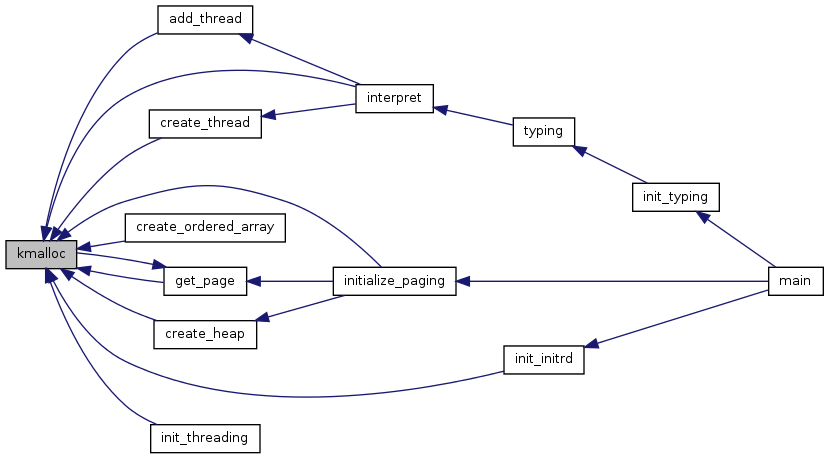 add_thread
interpret
create_thread
typing
init_typing
create_ordered_array
kmalloc
get_page
initialize_paging
main
create_heap
init_initrd
init_threading